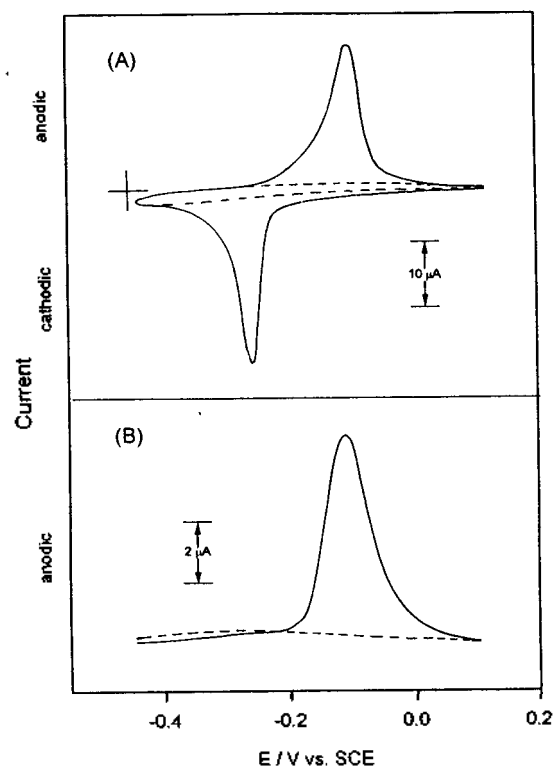 (A)
anodic
cathodic
10 μA
Current
(B)
anodic
2 μA
-0.4 -0.2 0.0 0.2
E / V vs. SCE